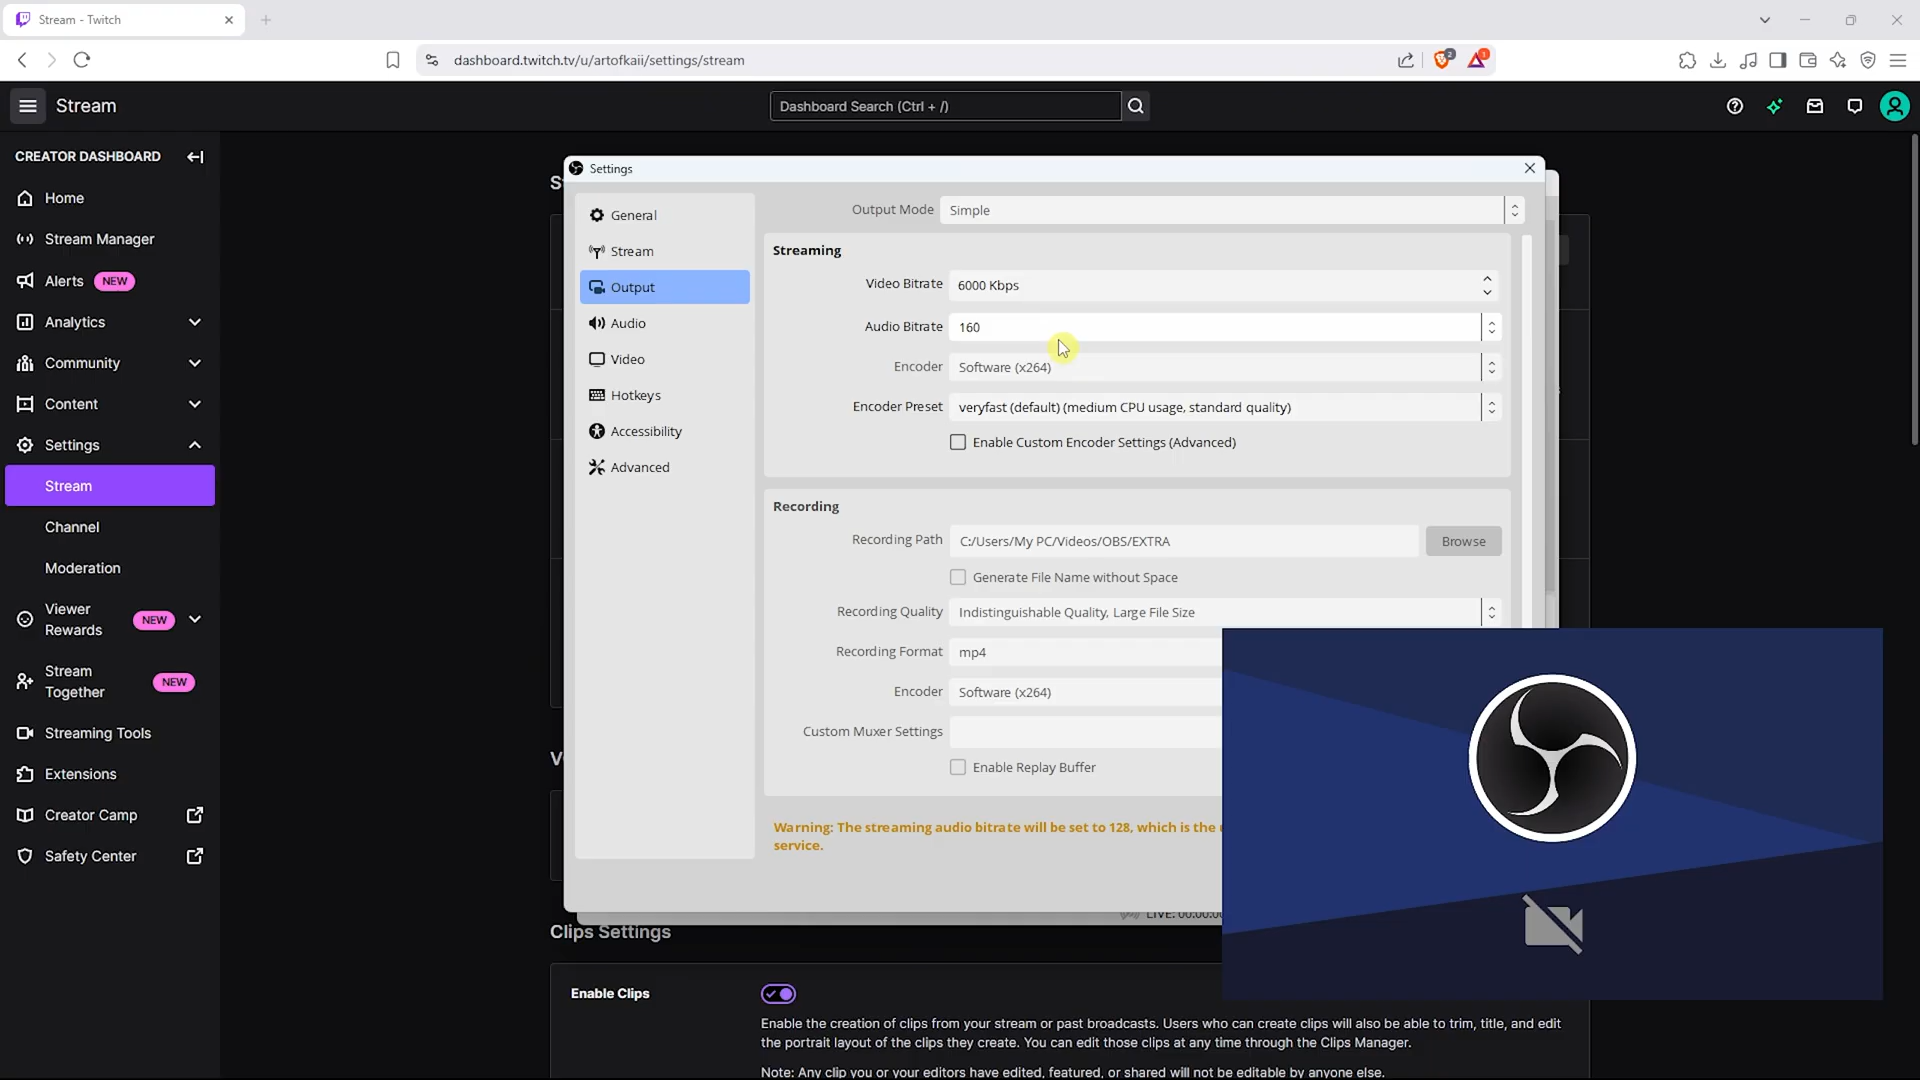 Stream - Twitch
dashboard.twitch.tv/u/artofkaii/settings/stream
2
1
Stream
Dashboard Search (Ctrl + /)
CREATOR DASHBOARD
Home
Stream Manager
Alerts NEW
Analytics
Community
Content
Settings
Stream
Channel
Moderation
Viewer
Rewards
NEW
Stream
Together
NEW
Streaming Tools
Extensions
Creator Camp
Safety Center
Settings
General
Stream
Output
Audio
Video
Hotkeys
Accessibility
Advanced
Output Mode Simple
Streaming
Video Bitrate 6000 Kbps
Audio Bitrate 160
Encoder Software (x264)
Encoder Preset veryfast (default) (medium CPU usage, standard quality)
Enable Custom Encoder Settings (Advanced)
Recording
Recording Path C:/Users/My PC/Videos/OBS/EXTRA Browse
Generate File Name without Space
Recording Quality Indistinguishable Quality, Large File Size
Recording Format mp4
Encoder Software (x264)
Custom Muxer Settings
Enable Replay Buffer
Warning: The streaming audio bitrate will be set to 128, which is the
service.
LIVE: 00:00:00
Clips Settings
Enable Clips
Enable the creation of clips from your stream or past broadcasts. Users who can create clips will also be able to trim, title, and edit
the portrait layout of the clips they create. You can edit those clips at any time through the Clips Manager.
Note: Any clip you or your editors have edited, featured, or shared will not be editable by anyone else.